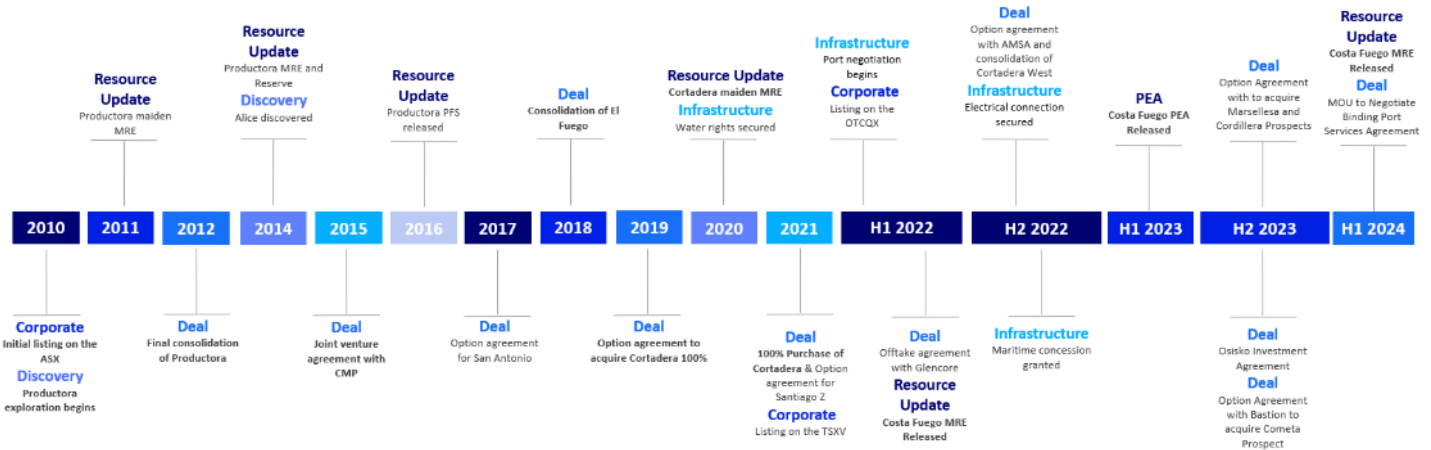 Resource
Update
Productora maiden
MRE
Resource
Update
Productora MRE and
Reserve
Discovery
Alice discovered
Resource
Update
Productora PFS
released
Deal
Consolidation of El
Fuego
Resource Update
Cortadera maiden MRE
Infrastructure
Water rights secured
Infrastructure
Port negotiation
begins
Corporate
Listing on the
OTCQX
Deal
Option agreement
with AMSA and
consolidation of
Cortadera West
Infrastructure
Electrical connection
secured
PEA
Costa Fuego PEA
Released
Deal
Option Agreement
with to acquire
Marsellesa and
Cordillera Prospects
Resource
Update
Costa Fuego MRE
Released
Deal
MOU to Negotiate
Binding Port
Services Agreement
2010
2011
2012
2014
2015
2016
2017
2018
2019
2020
2021
H1 2022
H2 2022
H1 2023
H2 2023
H1 2024
Corporate
Initial listing on the
ASX
Discovery
Productora
exploration begins
Deal
Final consolidation
of Productora
Deal
Joint venture
agreement with
CMP
Deal
Option agreement
for San Antonio
Deal
Option agreement to
acquire Cortadera 100%
Deal
100% Purchase of
Cortadera & Option
agreement for
Santiago Z
Corporate
Listing on the TSXV
Deal
Offtake agreement
with Glencore
Resource
Update
Costa Fuego MRE
Released
Infrastructure
Maritime concession
granted
Deal
Osisko Investment
Agreement
Deal
Option Agreement
with Bastion to
acquire Cometa
Prospect